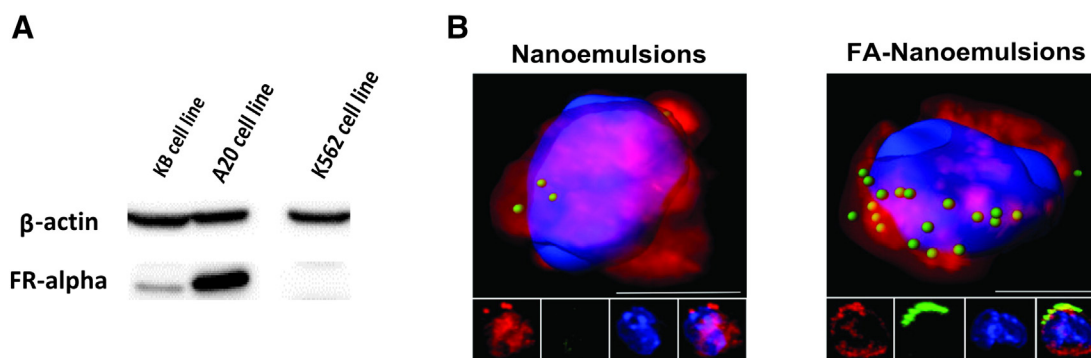 A
KB cell line
A20 cell line
K562 cell line
β-actin
FR-alpha
B
Nanoemulsions
FA-Nanoemulsions